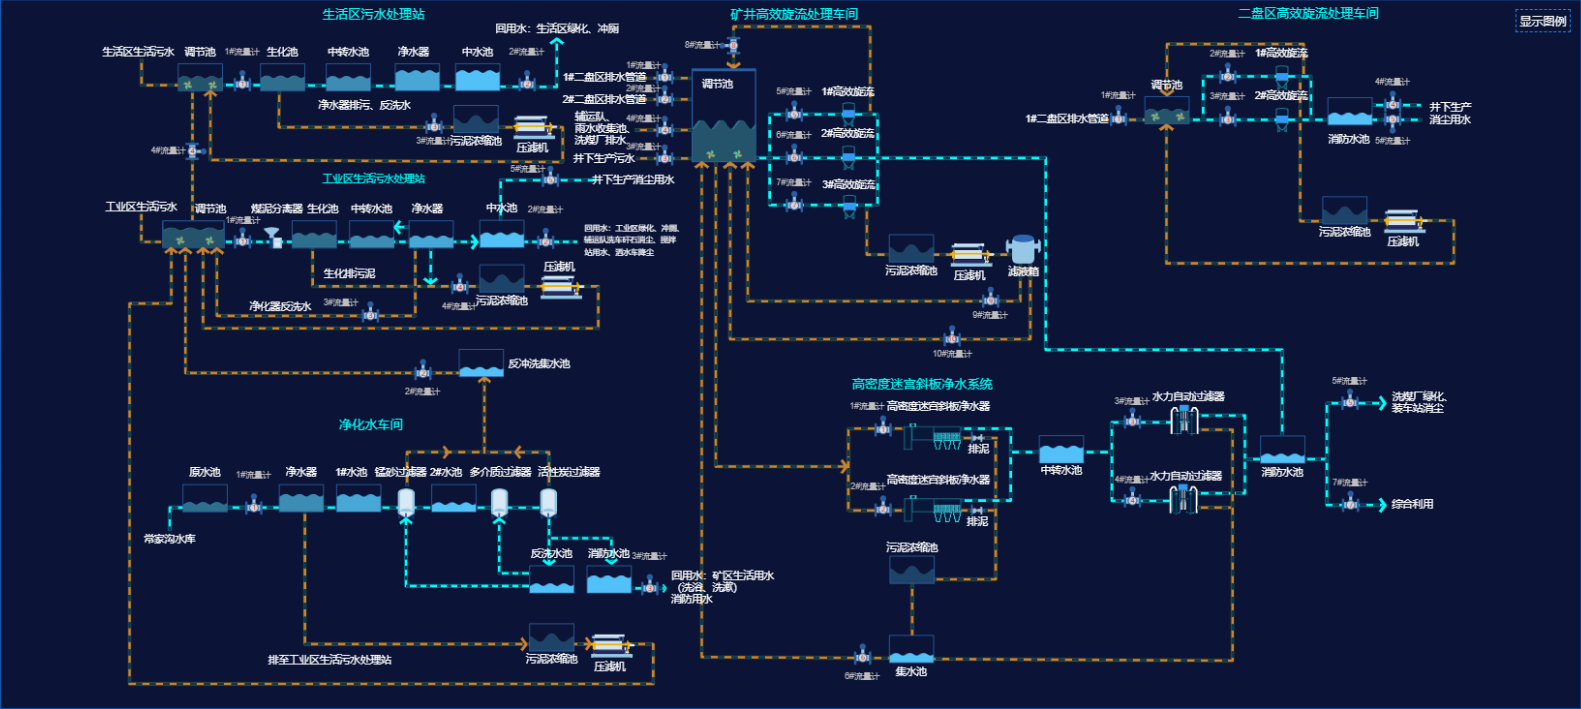 生活区污水处理站
回用水：生活区绿化、冲厕
生活区生活污水
调节池
1#流量计
生化池
中转水池
净水器
中水池
2#流量计
净水器排污、反洗水
3#流量计
污泥浓缩池
压滤机
4#流量计
工业区生活污水处理站
5#流量计
井下生产消尘用水
工业区生活污水
调节池
1#流量计
煤泥分离器
生化池
中转水池
净水器
中水池
2#流量计
回用水：工业区绿化、冲厕、
辅运队洗车矸石消尘、搅拌
站用水、洒水车降尘
生化排污泥
净化器反洗水
3#流量计
4#流量计
污泥浓缩池
压滤机
2#流量计
反冲洗集水池
净化水车间
原水池
1#流量计
净水器
1#水池
锰砂过滤器
2#水池
多介质过滤器
活性炭过滤器
常家沟水库
反洗水池
消防水池
3#流量计
回用水：矿区生活用水
（洗浴、洗漱）
消防用水
排至工业区生活污水处理站
污泥浓缩池
压滤机
矿井高效旋流处理车间
8#流量计
1#流量计
1#二盘区排水管道
2#流量计
2#二盘区排水管道
辅运队、
雨水收集池、
洗煤厂排水
4#流量计
井下生产污水
3#流量计
调节池
5#流量计
1#高效旋流
6#流量计
2#高效旋流
7#流量计
3#高效旋流
污泥浓缩池
压滤机
滤液箱
9#流量计
10#流量计
高密度迷宫斜板净水系统
1#流量计
高密度迷宫斜板净水器
排泥
2#流量计
高密度迷宫斜板净水器
排泥
污泥浓缩池
集水池
6#流量计
中转水池
3#流量计
水力自动过滤器
4#流量计
水力自动过滤器
消防水池
5#流量计
洗煤厂绿化、
装车站消尘
7#流量计
综合利用
二盘区高效旋流处理车间
显示图例
1#流量计
1#二盘区排水管道
调节池
2#流量计
1#高效旋流
3#流量计
2#高效旋流
消防水池
4#流量计
井下生产
消尘用水
5#流量计
污泥浓缩池
压滤机